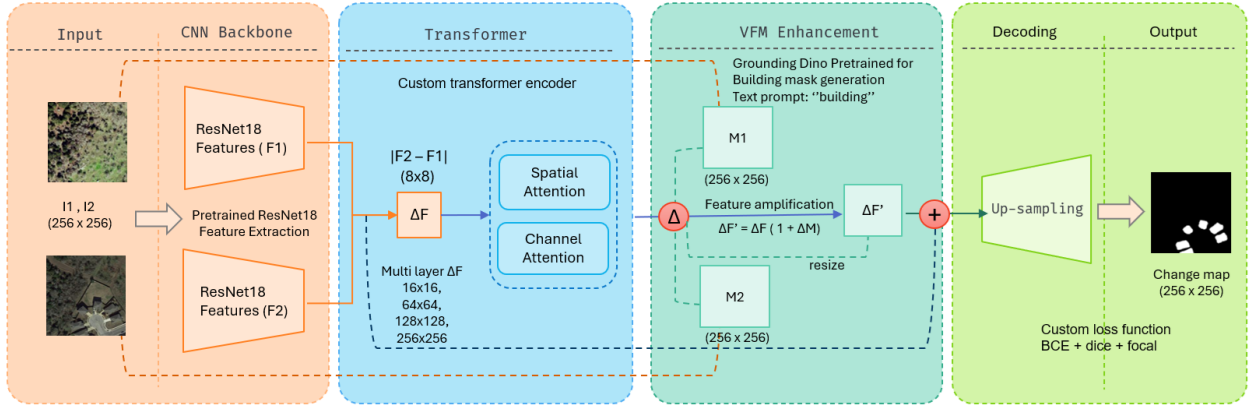 Input
CNN Backbone
I1 , I2
(256 x 256)
ResNet18
Features ( F1)
Pretrained ResNet18
Feature Extraction
ResNet18
Features (F2)
Transformer
Custom transformer encoder
|F2 – F1|
(8x8)
ΔF
Multi layer ΔF
16x16,
64x64,
128x128,
256x256
Spatial
Attention
Channel
Attention
VFM Enhancement
Grounding Dino Pretrained for
Building mask generation
Text prompt: ‘’building’’
M1
(256 x 256)
Δ
Feature amplification
ΔF’ = ΔF ( 1 + ΔM)
ΔF’
+
resize
M2
(256 x 256)
Decoding
Output
Up-sampling
Change map
(256 x 256)
Custom loss function
BCE + dice + focal